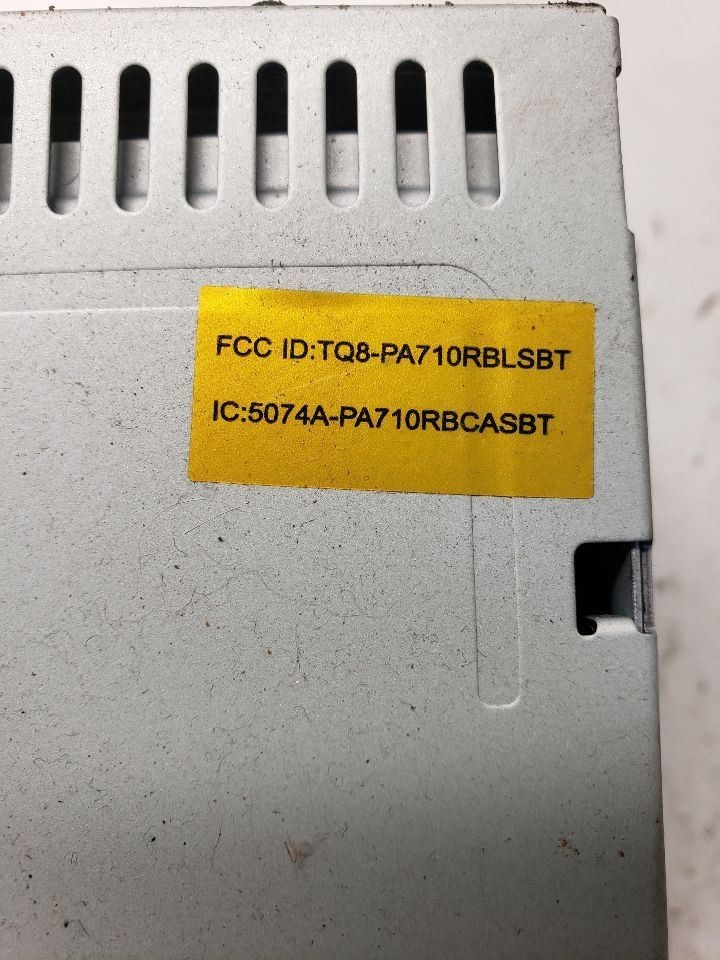 FCC ID:TQ8-PA710RBLSBT
IC:5074A-PA710RBCASBT